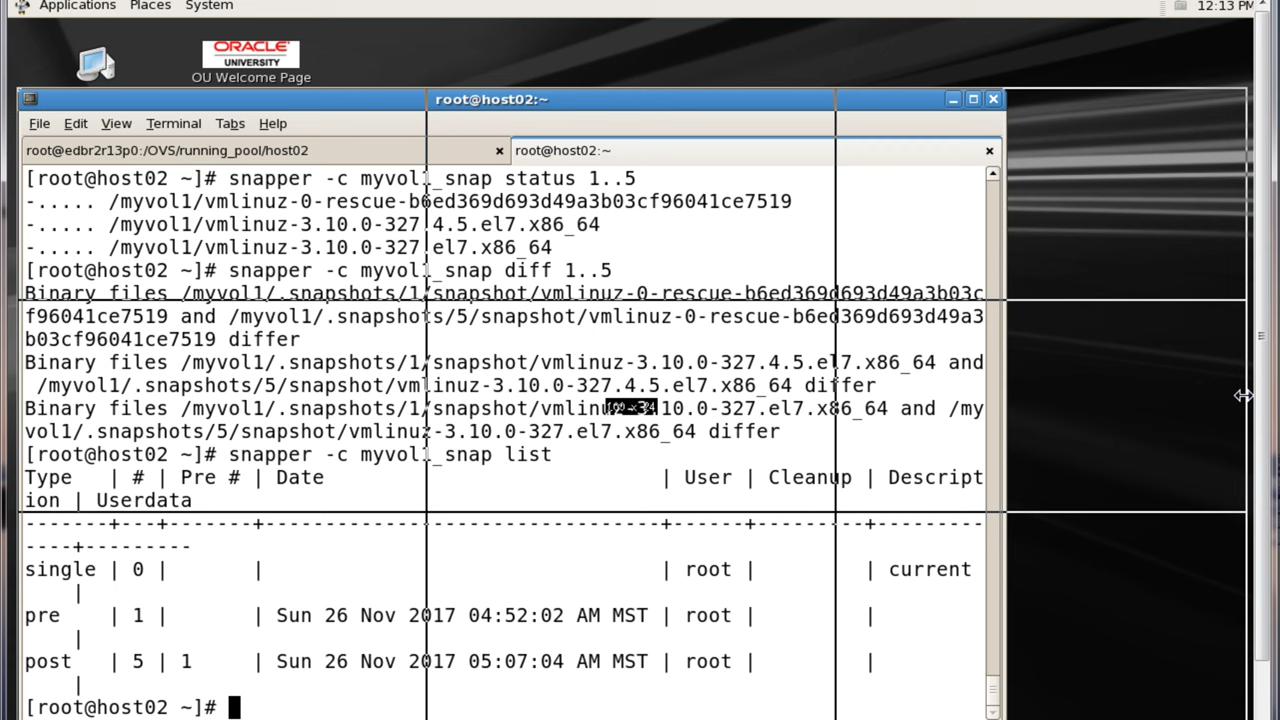 Applications Places System 12:13 PM
ORACLE
UNIVERSITY
OU Welcome Page
root@host02:~
File Edit View Terminal Tabs Help
root@edbr2r13p0:/OVS/running_pool/host02 root@host02:~
[root@host02 ~]# snapper -c myvol1_snap status 1..5
-..... /myvol1/vmlinuz-0-rescue-b6ed369d693d49a3b03cf96041ce7519
-..... /myvol1/vmlinuz-3.10.0-327.4.5.el7.x86_64
-..... /myvol1/vmlinuz-3.10.0-327.el7.x86_64
[root@host02 ~]# snapper -c myvol1_snap diff 1..5
Binary files /myvol1/.snapshots/1/snapshot/vmlinuz-0-rescue-b6ed369d693d49a3b03c
f96041ce7519 and /myvol1/.snapshots/5/snapshot/vmlinuz-0-rescue-b6ed369d693d49a3
b03cf96041ce7519 differ
Binary files /myvol1/.snapshots/1/snapshot/vmlinuz-3.10.0-327.4.5.el7.x86_64 and
/myvol1/.snapshots/5/snapshot/vmlinuz-3.10.0-327.4.5.el7.x86_64 differ
Binary files /myvol1/.snapshots/1/snapshot/vmlinuz-3.10.0-327.el7.x86_64 and /my
vol1/.snapshots/5/snapshot/vmlinuz-3.10.0-327.el7.x86_64 differ
[root@host02 ~]# snapper -c myvol1_snap list
Type | # | Pre # | Date | User | Cleanup | Descript
ion | Userdata
-------+---+-------+----------------------------------+------+---------+---------
----+---------
single | 0 | | | root | | current
|
pre | 1 | | Sun 26 Nov 2017 04:52:02 AM MST | root | |
|
post | 5 | 1 | Sun 26 Nov 2017 05:07:04 AM MST | root | |
|
[root@host02 ~]#